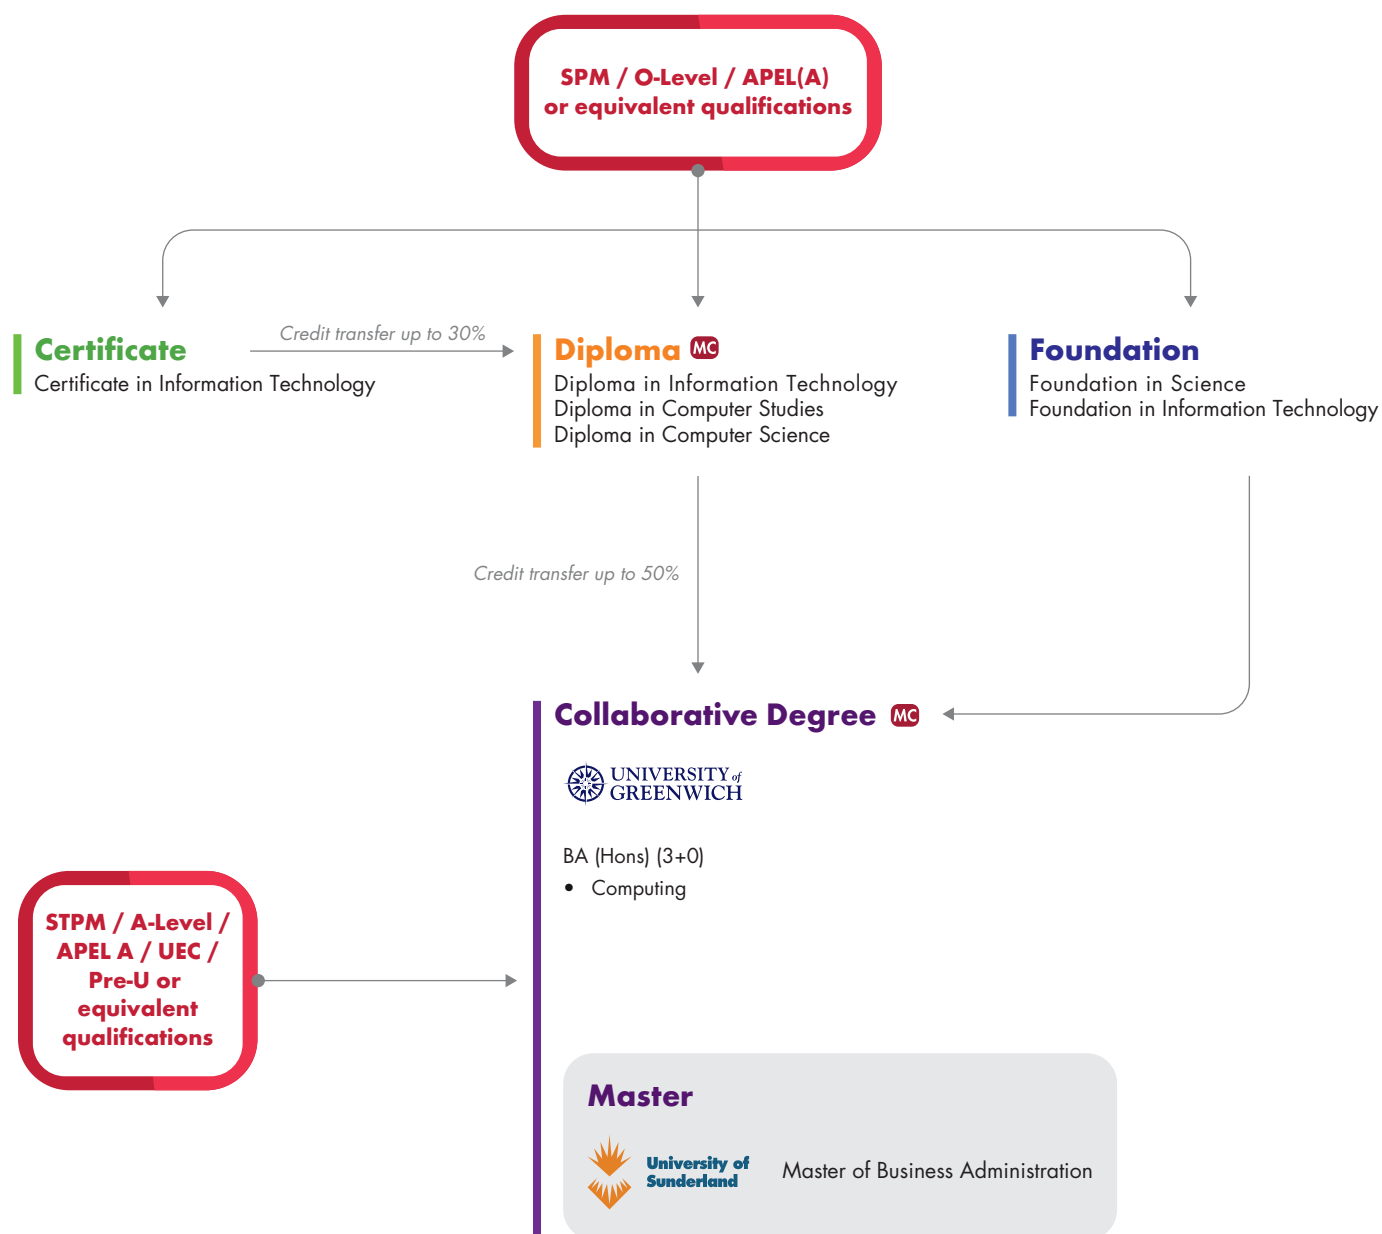 SPM / O-Level / APEL(A)
or equivalent qualifications
Certificate
Certificate in Information Technology
Credit transfer up to 30%
Diploma MC
Diploma in Information Technology
Diploma in Computer Studies
Diploma in Computer Science
Foundation
Foundation in Science
Foundation in Information Technology
Credit transfer up to 50%
Collaborative Degree MC
UNIVERSITY of
GREENWICH
BA (Hons) (3+0)
• Computing
STPM / A-Level /
APEL A / UEC /
Pre-U or
equivalent
qualifications
Master
University of
Sunderland
Master of Business Administration